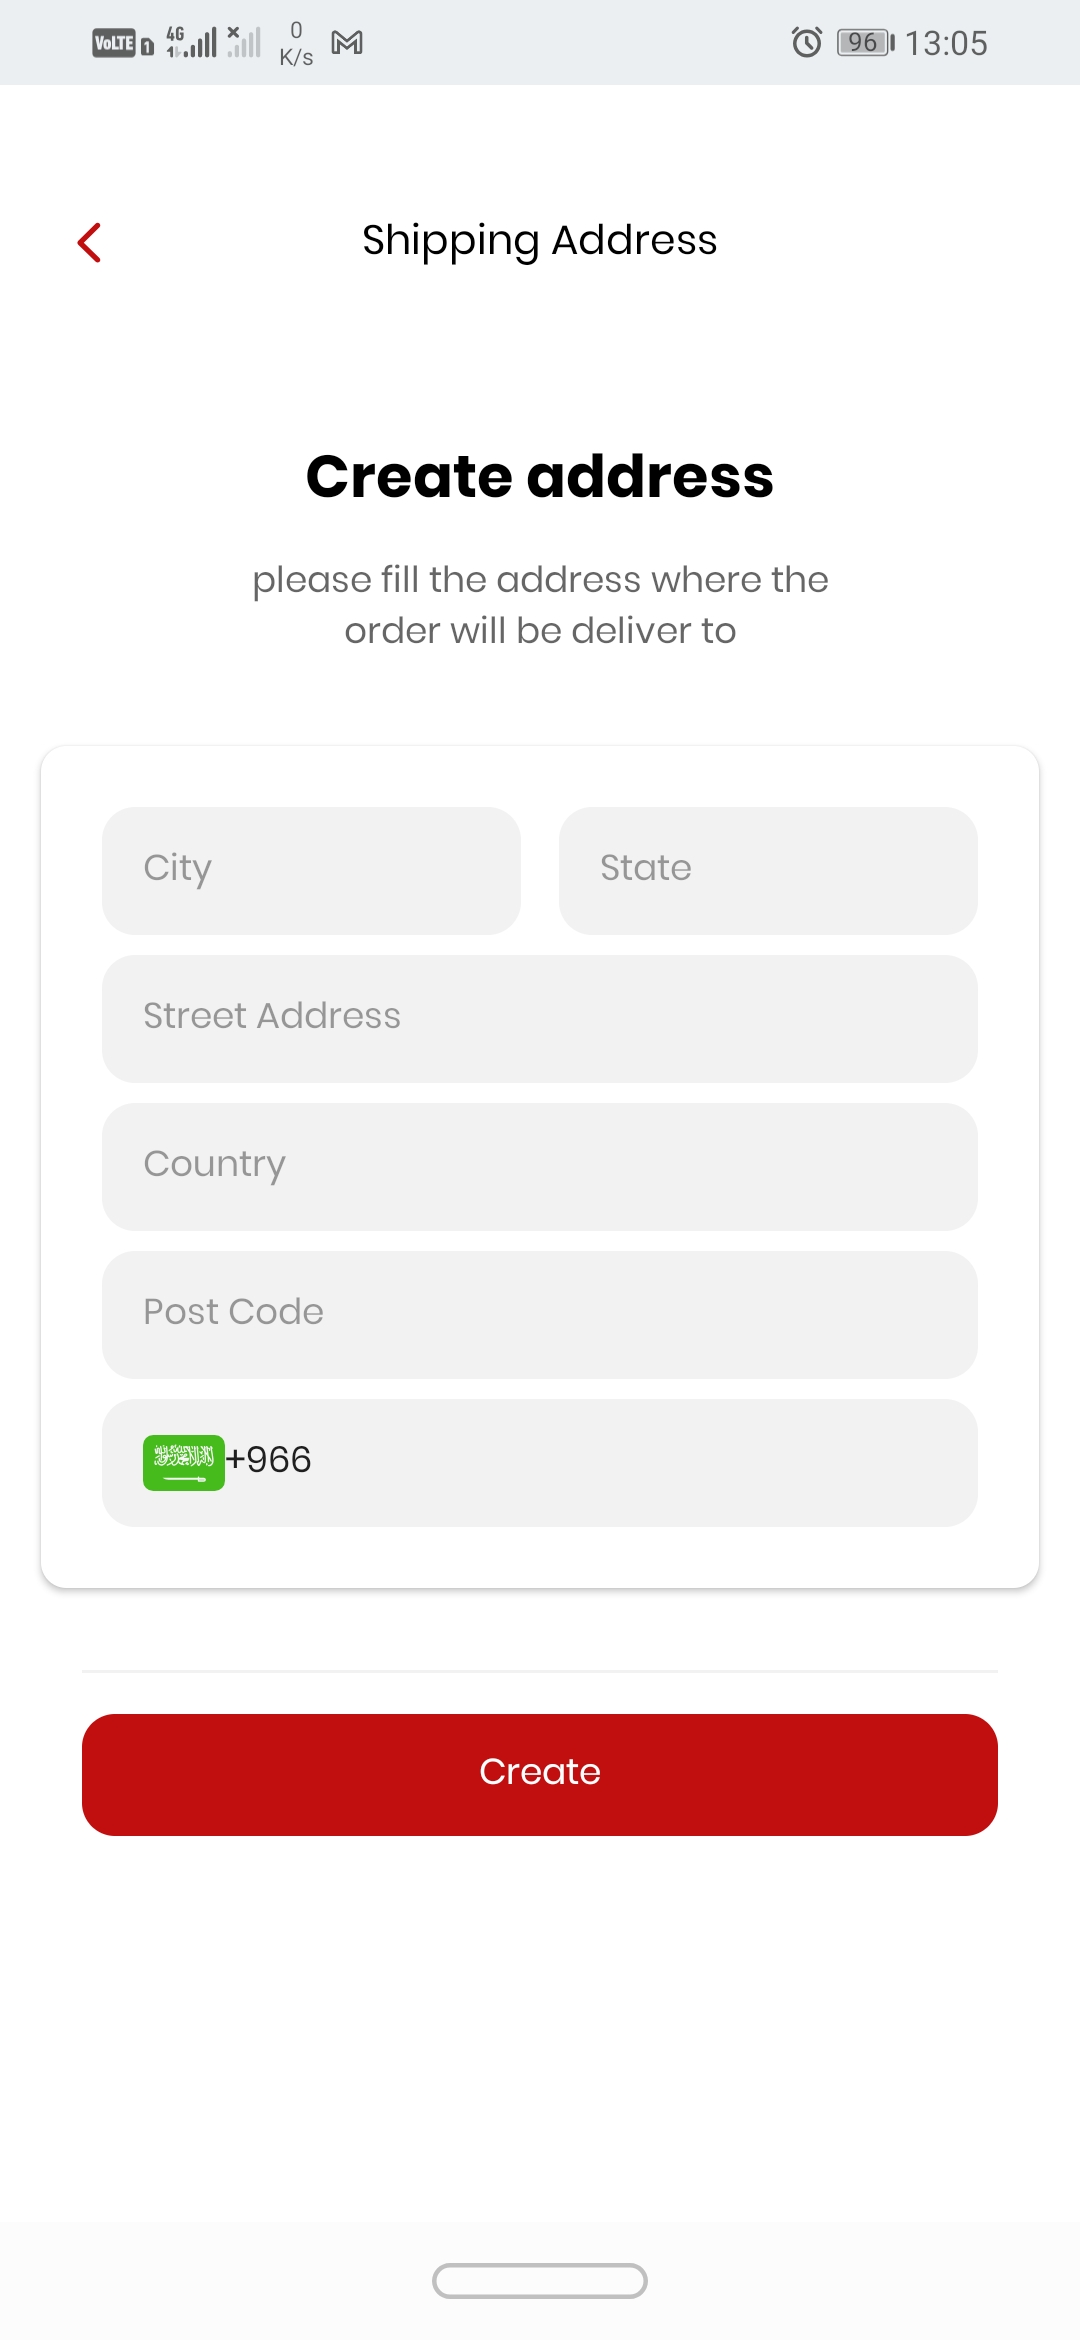 VoLTE 1 4G 0 K/s 96 13:05
Shipping Address
Create address
please fill the address where the
order will be deliver to
City State
Street Address
Country
Post Code
+966
Create